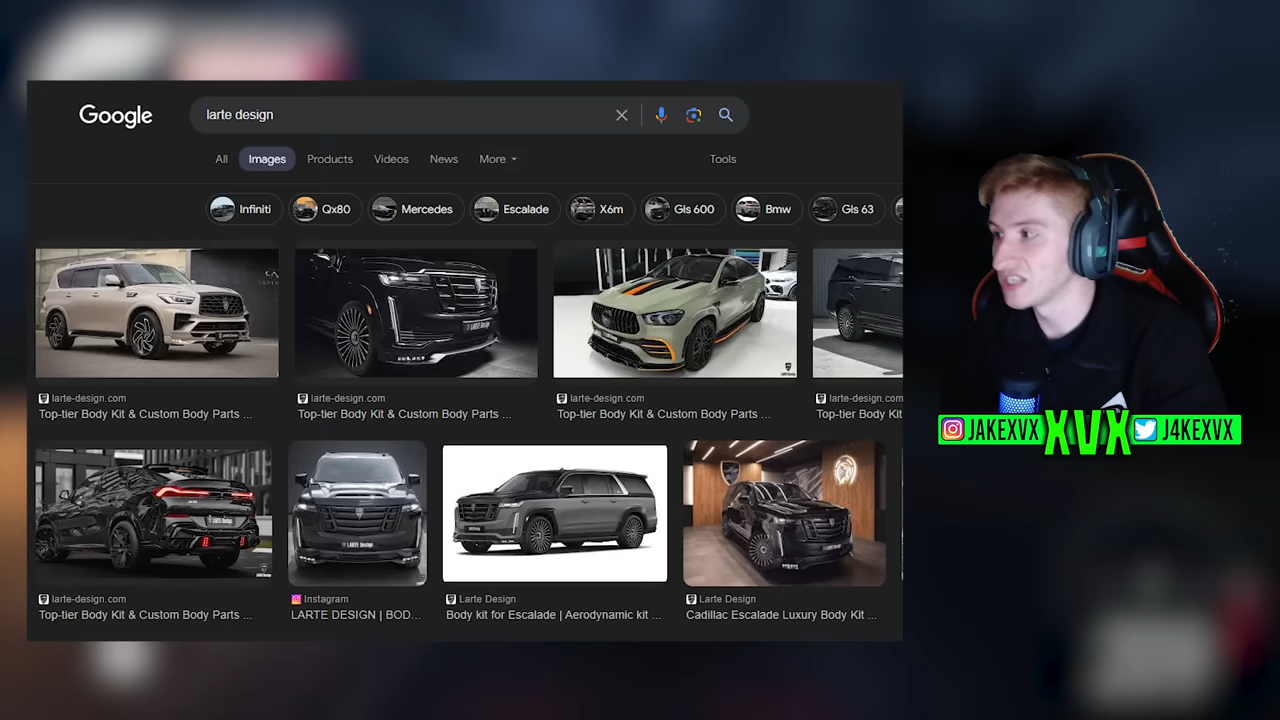 Google
larte design
All Images Products Videos News More Tools
Infiniti Qx80 Mercedes Escalade X6m Gls 600 Bmw Gls 63
larte-design.com
Top-tier Body Kit & Custom Body Parts ...
larte-design.com
Top-tier Body Kit & Custom Body Parts ...
larte-design.com
Top-tier Body Kit & Custom Body Parts ...
larte-design.com
Top-tier Body Kit
larte-design.com
Top-tier Body Kit & Custom Body Parts ...
Instagram
LARTE DESIGN | BOD...
Larte Design
Body kit for Escalade | Aerodynamic kit ...
Larte Design
Cadillac Escalade Luxury Body Kit ...
JAKEXVX XVX J4KEXVX